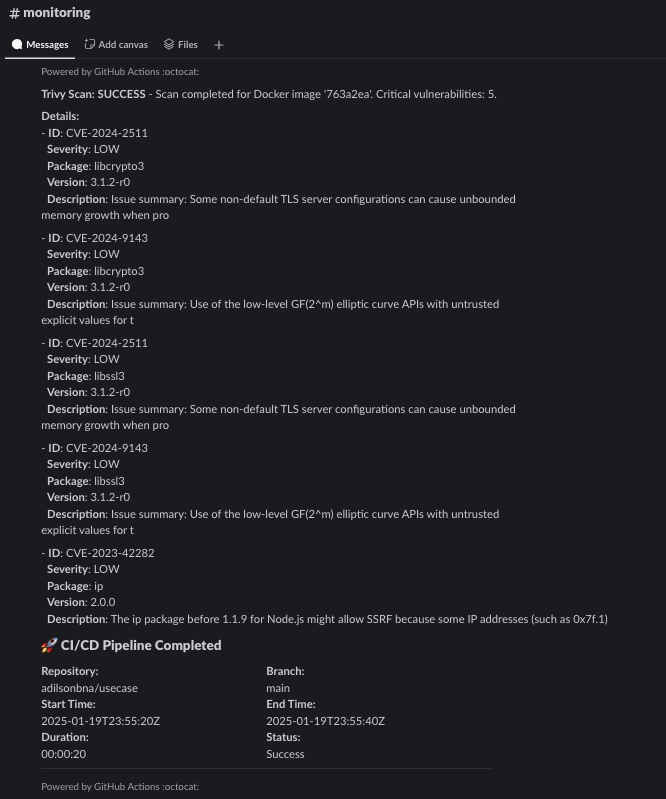 # monitoring
Messages Add canvas Files +
Powered by GitHub Actions :octocat:
Trivy Scan: SUCCESS - Scan completed for Docker image '763a2ea'. Critical vulnerabilities: 5.
Details:
- ID: CVE-2024-2511
Severity: LOW
Package: libcrypto3
Version: 3.1.2-r0
Description: Issue summary: Some non-default TLS server configurations can cause unbounded
memory growth when pro
- ID: CVE-2024-9143
Severity: LOW
Package: libcrypto3
Version: 3.1.2-r0
Description: Issue summary: Use of the low-level GF(2^m) elliptic curve APIs with untrusted
explicit values for t
- ID: CVE-2024-2511
Severity: LOW
Package: libssl3
Version: 3.1.2-r0
Description: Issue summary: Some non-default TLS server configurations can cause unbounded
memory growth when pro
- ID: CVE-2024-9143
Severity: LOW
Package: libssl3
Version: 3.1.2-r0
Description: Issue summary: Use of the low-level GF(2^m) elliptic curve APIs with untrusted
explicit values for t
- ID: CVE-2023-42282
Severity: LOW
Package: ip
Version: 2.0.0
Description: The ip package before 1.1.9 for Node.js might allow SSRF because some IP addresses (such as 0x7f.1)
🚀 CI/CD Pipeline Completed
Repository: Branch:
adilsonbna/usecase main
Start Time: End Time:
2025-01-19T23:55:20Z 2025-01-19T23:55:40Z
Duration: Status:
00:00:20 Success
Powered by GitHub Actions :octocat: